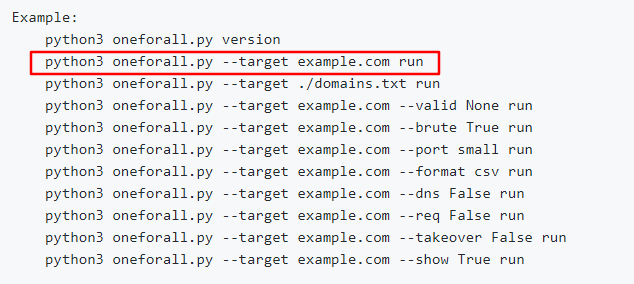 Example:
python3 oneforall.py version
python3 oneforall.py --target example.com run
python3 oneforall.py --target ./domains.txt run
python3 oneforall.py --target example.com --valid None run
python3 oneforall.py --target example.com --brute True run
python3 oneforall.py --target example.com --port small run
python3 oneforall.py --target example.com --format csv run
python3 oneforall.py --target example.com --dns False run
python3 oneforall.py --target example.com --req False run
python3 oneforall.py --target example.com --takeover False run
python3 oneforall.py --target example.com --show True run